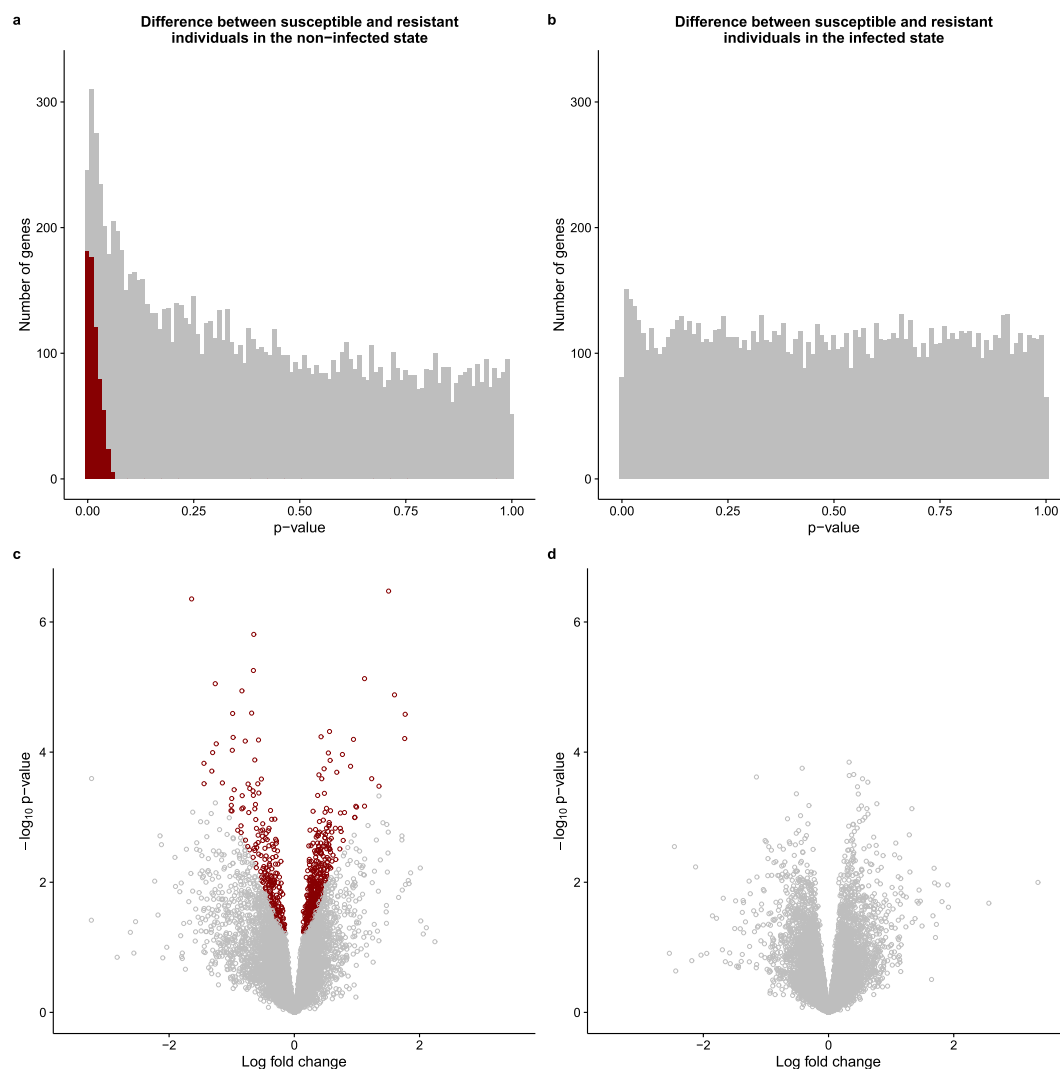 a
Difference between susceptible and resistant
individuals in the non−infected state
300
200
100
0
Number of genes
0.00 0.25 0.50 0.75 1.00
p−value
b
Difference between susceptible and resistant
individuals in the infected state
300
200
100
0
Number of genes
0.00 0.25 0.50 0.75 1.00
p−value
c
6
4
2
0
−log10 p−value
−2 0 2
Log fold change
d
6
4
2
0
−log10 p−value
−2 0 2
Log fold change